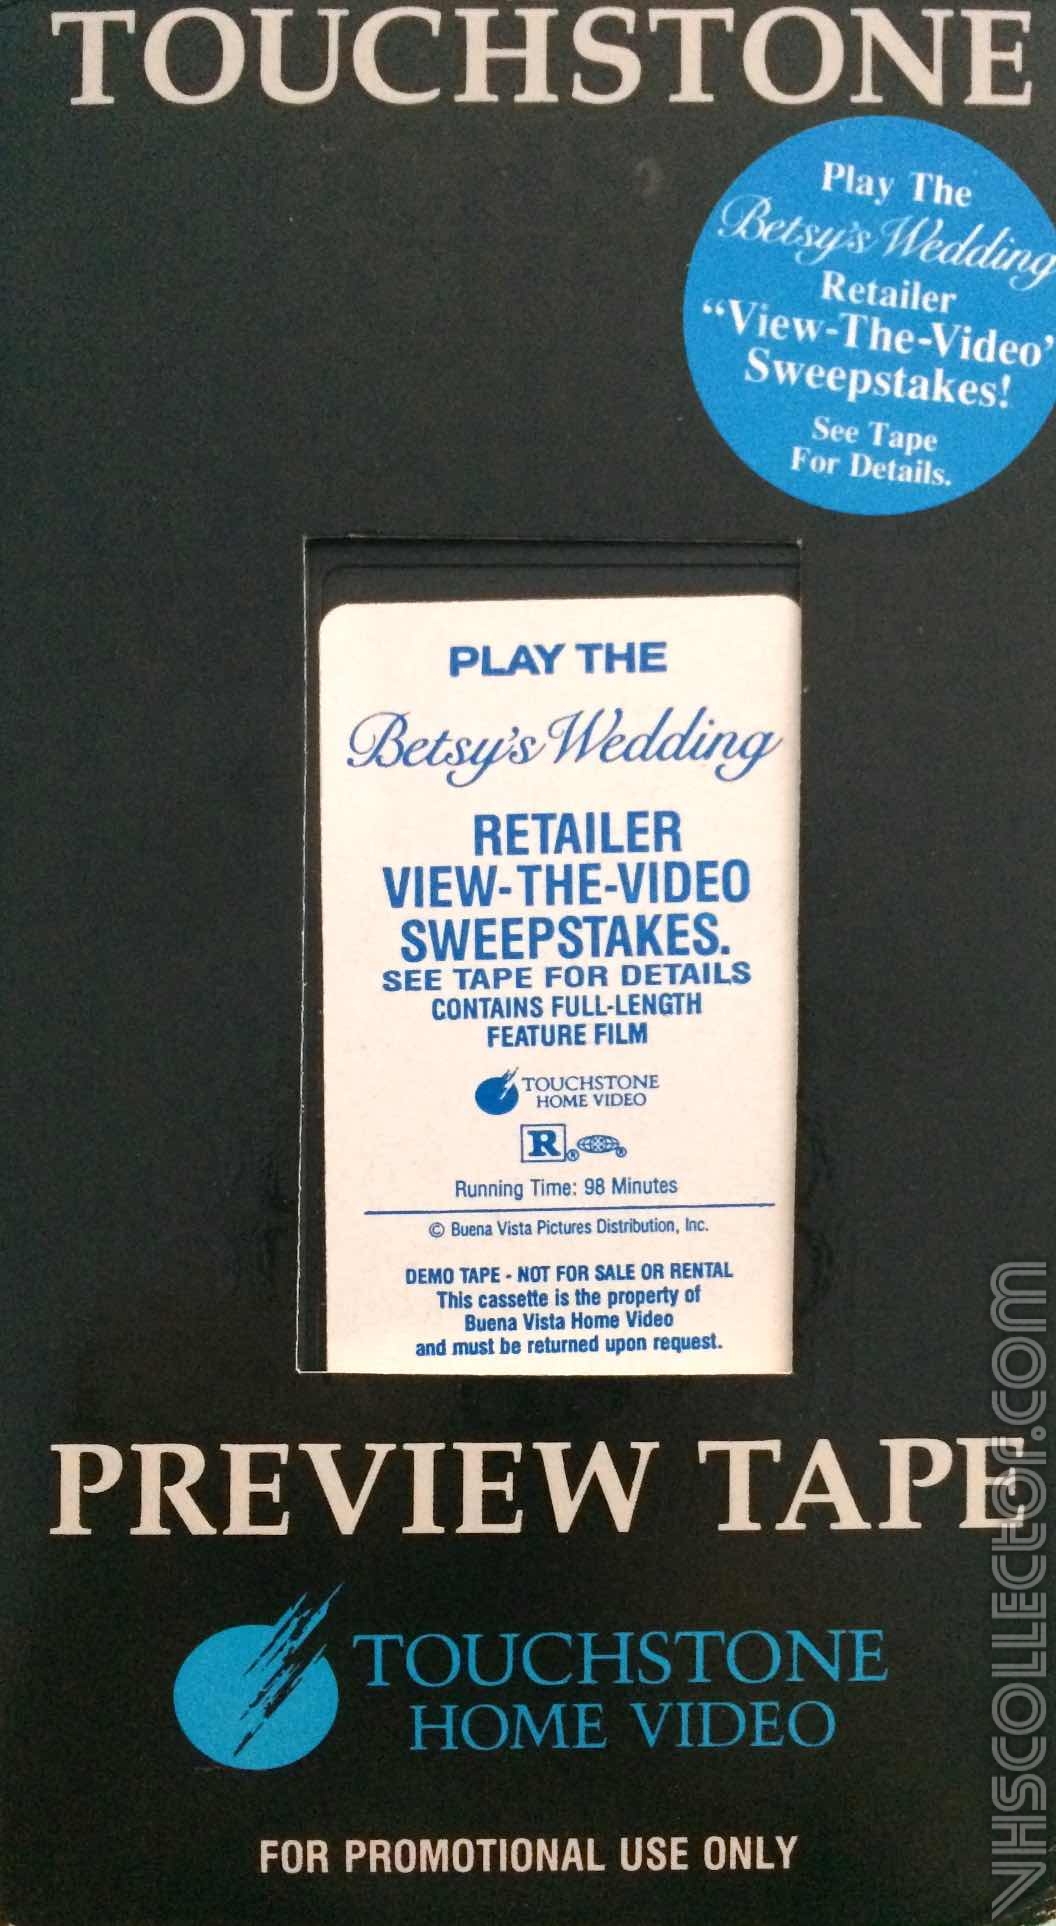 TOUCHSTONE
Play The
Betsy's Wedding
Retailer
“View-The-Video”
Sweepstakes!
See Tape
For Details.
PLAY THE
Betsy's Wedding
RETAILER
VIEW-THE-VIDEO
SWEEPSTAKES.
SEE TAPE FOR DETAILS
CONTAINS FULL-LENGTH
FEATURE FILM
TOUCHSTONE
HOME VIDEO
R ® ®
Running Time: 98 Minutes
© Buena Vista Pictures Distribution, Inc.
DEMO TAPE - NOT FOR SALE OR RENTAL
This cassette is the property of
Buena Vista Home Video
and must be returned upon request.
PREVIEW TAPE
TOUCHSTONE
HOME VIDEO
FOR PROMOTIONAL USE ONLY
VHSCOLLECTOR.COM